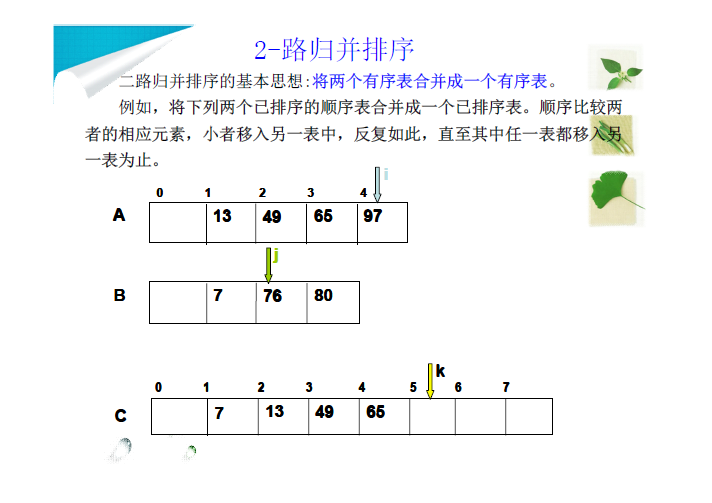 2-路归并排序
二路归并排序的基本思想:将两个有序表合并成一个有序表。
例如，将下列两个已排序的顺序表合并成一个已排序表。顺序比较两
者的相应元素，小者移入另一表中，反复如此，直至其中任一表都移入另
一表为止。
i
0 1 2 3 4
A 13 49 65 97
j
B 7 76 80
k
0 1 2 3 4 5 6 7
C 7 13 49 65